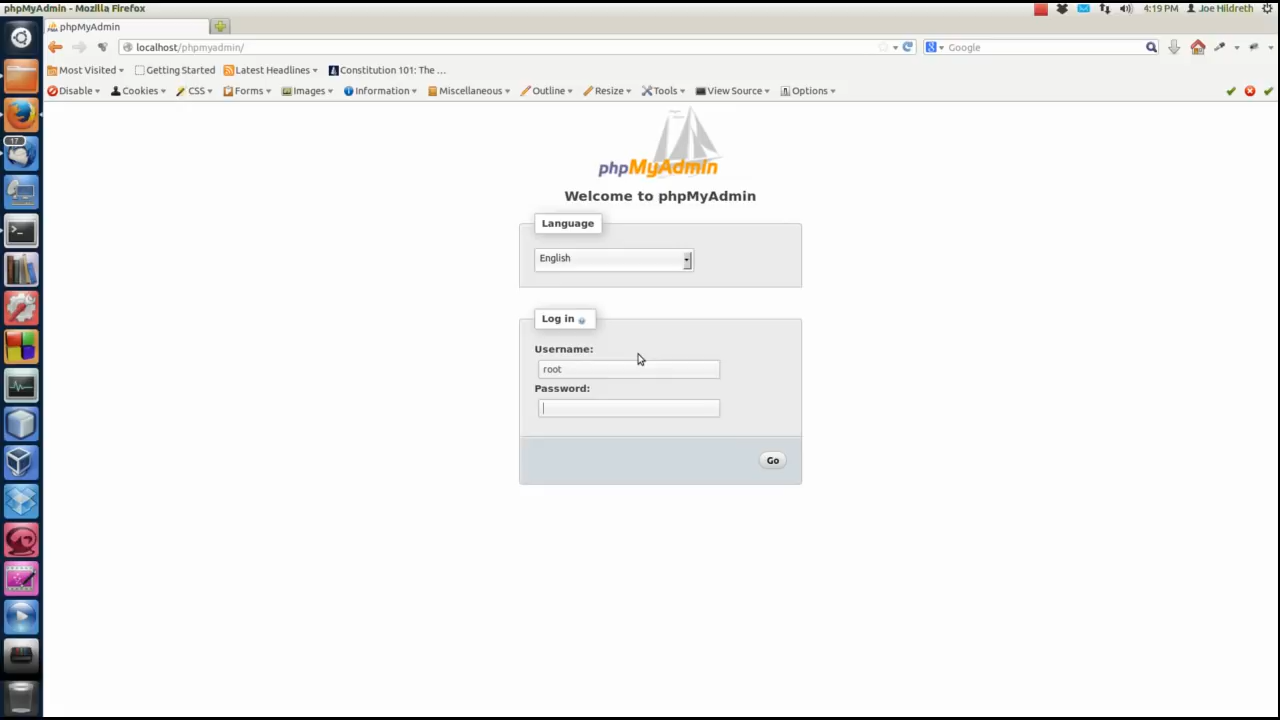 phpMyAdmin - Mozilla Firefox
4:19 PM Joe Hildreth
phpMyAdmin
localhost/phpmyadmin/
Google
Most Visited Getting Started Latest Headlines Constitution 101: The ...
Disable Cookies CSS Forms Images Information Miscellaneous Outline Resize Tools View Source Options
17
phpMyAdmin
Welcome to phpMyAdmin
Language
English
Log in
Username:
root
Password:
Go